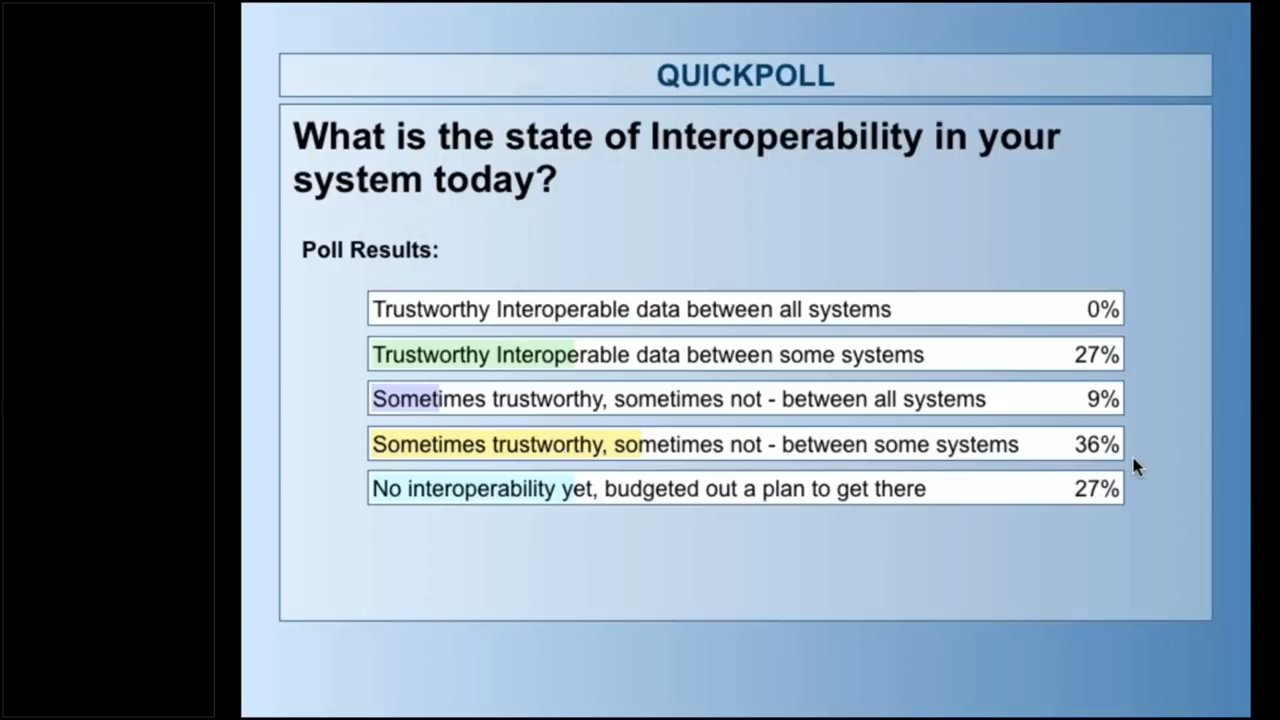 QUICKPOLL
What is the state of Interoperability in your
system today?
Poll Results:
Trustworthy Interoperable data between all systems 0%
Trustworthy Interoperable data between some systems 27%
Sometimes trustworthy, sometimes not - between all systems 9%
Sometimes trustworthy, sometimes not - between some systems 36%
No interoperability yet, budgeted out a plan to get there 27%